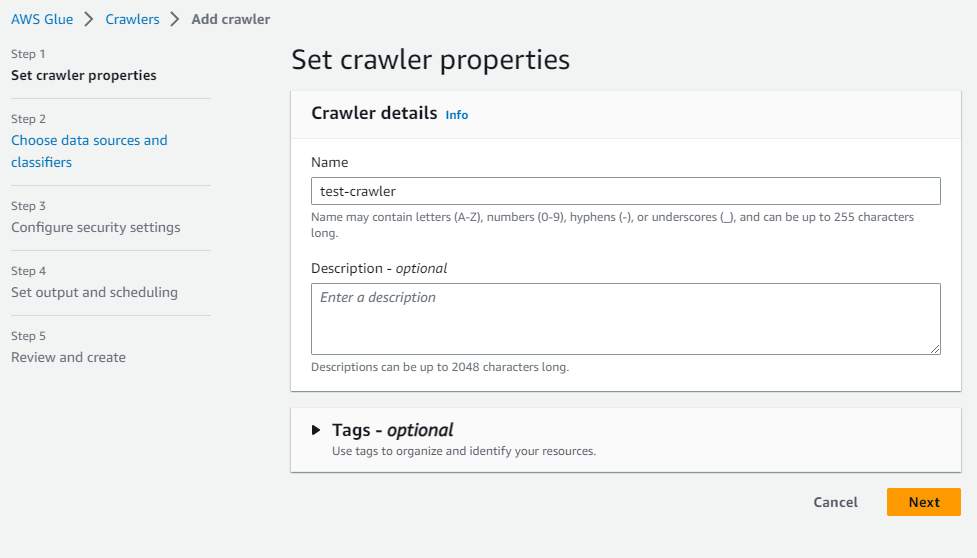 AWS Glue > Crawlers > Add crawler
Step 1
Set crawler properties
Step 2
Choose data sources and
classifiers
Step 3
Configure security settings
Step 4
Set output and scheduling
Step 5
Review and create
Set crawler properties
Crawler details Info
Name
test-crawler
Name may contain letters (A-Z), numbers (0-9), hyphens (-), or underscores (_), and can be up to 255 characters
long.
Description - optional
Enter a description
Descriptions can be up to 2048 characters long.
Tags - optional
Use tags to organize and identify your resources.
Cancel Next